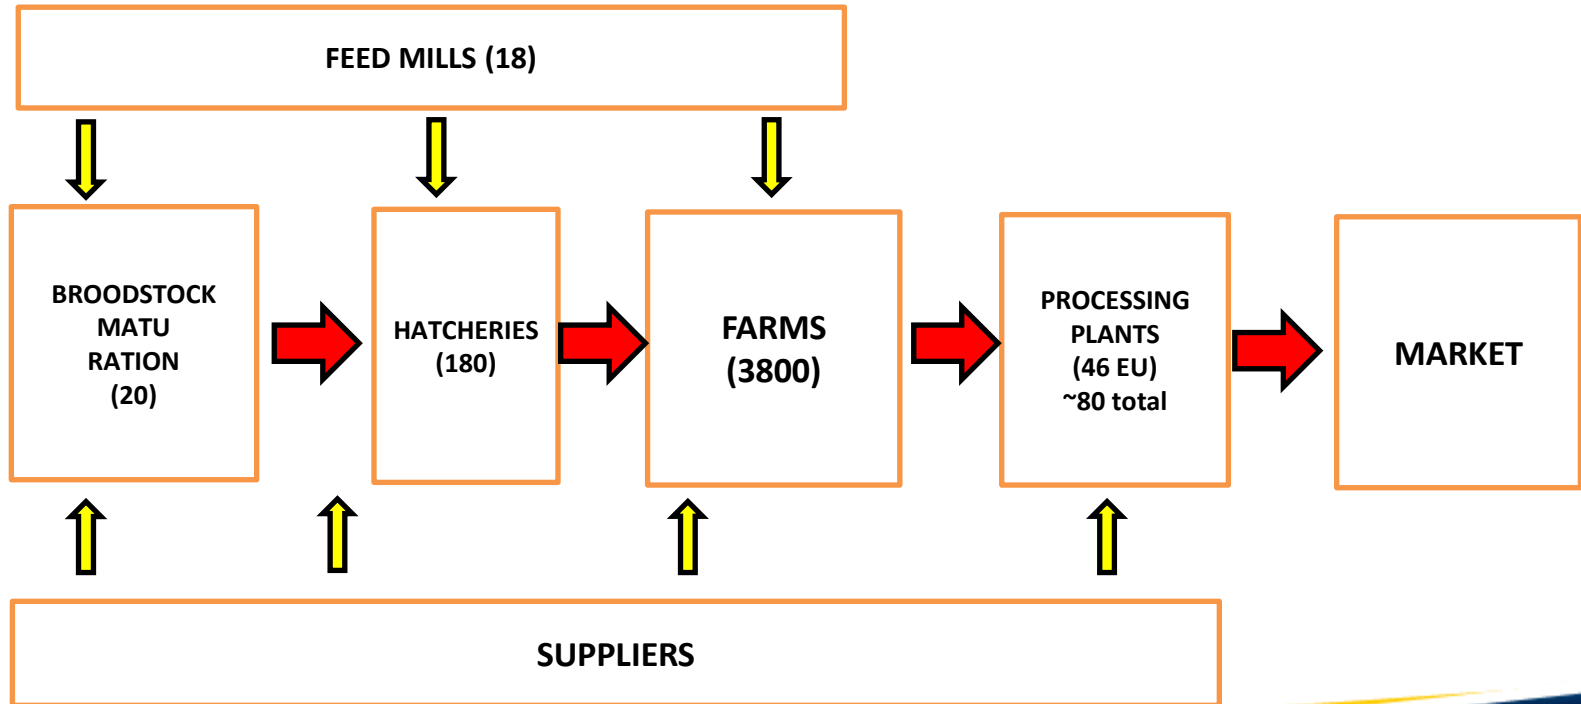 FEED MILLS (18)
BROODSTOCK
MATU
RATION
(20)
HATCHERIES
(180)
FARMS
(3800)
PROCESSING
PLANTS
(46 EU)
~80 total
MARKET
SUPPLIERS